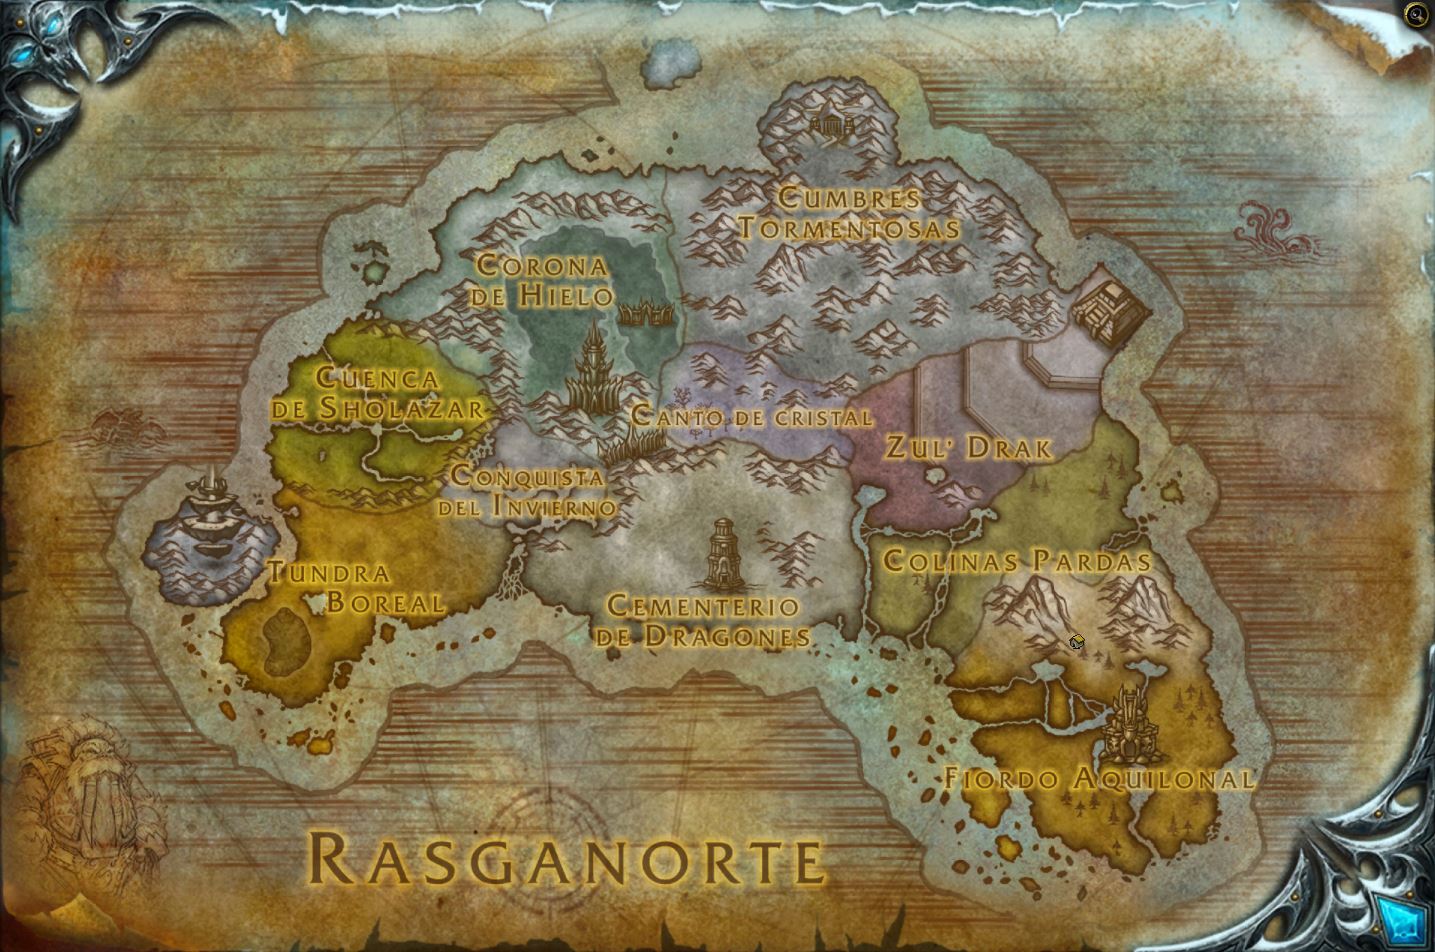 Cumbres
Tormentosas
Corona
de Hielo
Cuenca
de Sholazar
Canto de cristal
Zul' Drak
Conquista
del Invierno
Colinas Pardas
Tundra
Boreal
Cementerio
de Dragones
Fiordo Aquilonal
Rasganorte